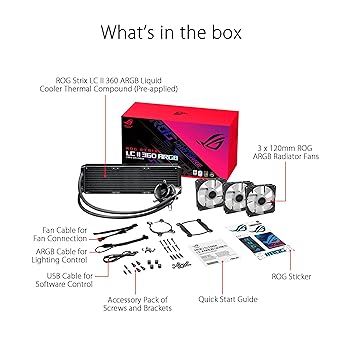 What's in the box
ROG Strix LC II 360 ARGB Liquid
Cooler Thermal Compound (Pre-applied)
ROG STRIX
LC II 360 ARGB
3 x 120mm ROG
ARGB Radiator Fans
Fan Cable for
Fan Connection
ARGB Cable for
Lighting Control
USB Cable for
Software Control
Accessory Pack of
Screws and Brackets
Quick Start Guide
ROG Sticker